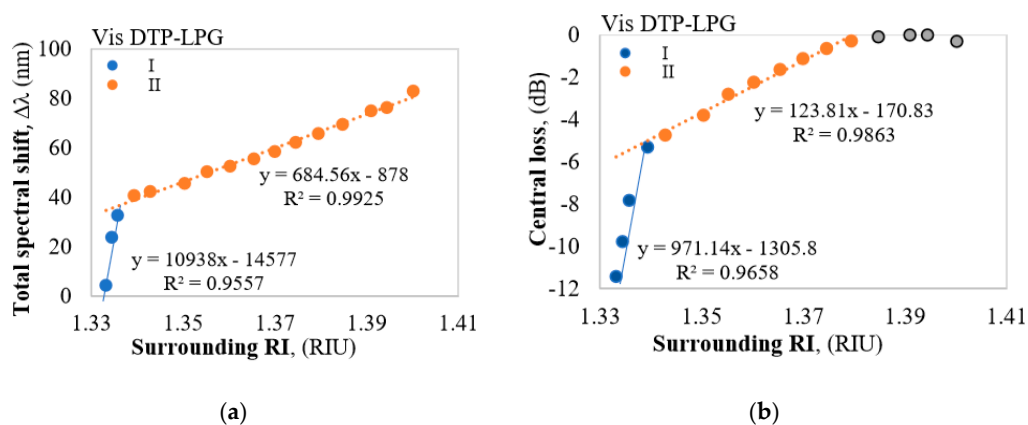 Vis DTP-LPG
I
II
Total spectral shift, Δλ (nm)
100
80
60
40
20
0
y = 684.56x - 878
R² = 0.9925
y = 10938x - 14577
R² = 0.9557
1.33 1.35 1.37 1.39 1.41
Surrounding RI, (RIU)
(a)
Vis DTP-LPG
I
II
Central loss, (dB)
0
-2
-4
-6
-8
-10
-12
y = 123.81x - 170.83
R² = 0.9863
y = 971.14x - 1305.8
R² = 0.9658
1.33 1.35 1.37 1.39 1.41
Surrounding RI, (RIU)
(b)